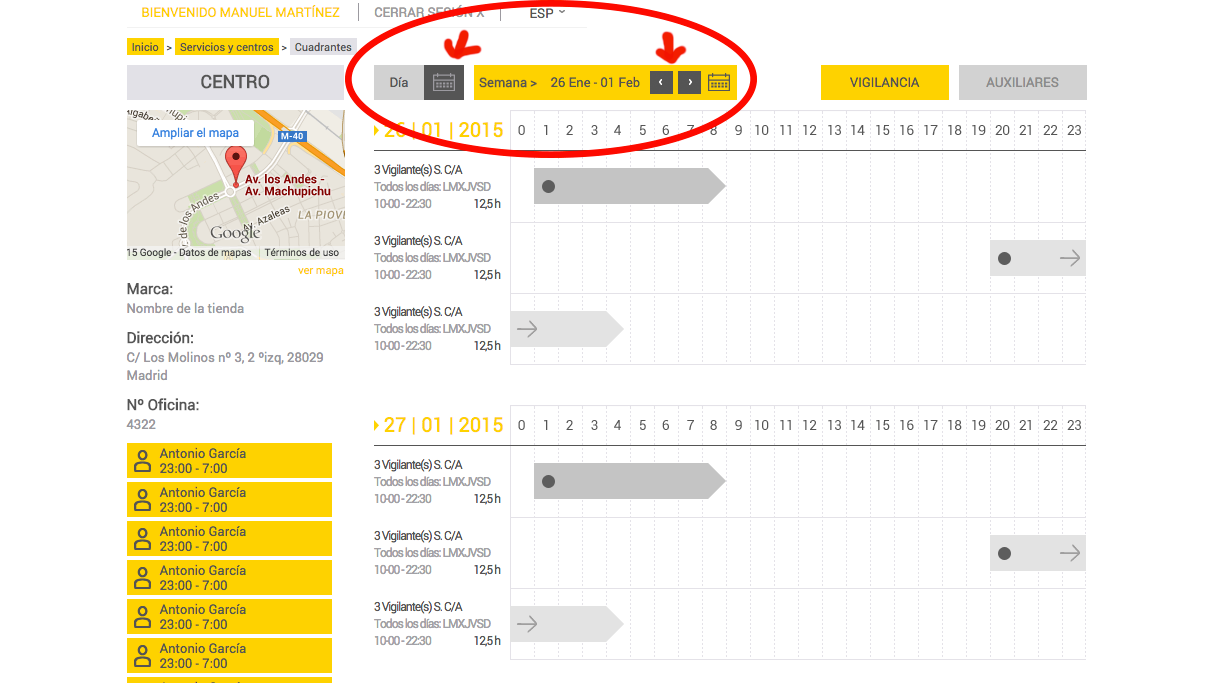 BIENVENIDO MANUEL MARTÍNEZ
CERRAR SESIÓN X
ESP
Inicio > Servicios y centros > Cuadrantes
CENTRO
Día
Semana > 26 Ene - 01 Feb
VIGILANCIA
AUXILIARES
Ampliar el mapa
M-40
Av. los Andes -
Av. Machupichu
de los Andes
Av. Azaleas
LA PIOVE
Google
15 Google - Datos de mapas
Términos de uso
ver mapa
Marca:
Nombre de la tienda
Dirección:
C/ Los Molinos nº 3, 2 ºizq, 28029
Madrid
Nº Oficina:
4322
Antonio García
23:00 - 7:00
Antonio García
23:00 - 7:00
Antonio García
23:00 - 7:00
Antonio García
23:00 - 7:00
Antonio García
23:00 - 7:00
Antonio García
23:00 - 7:00
26 | 01 | 2015
0 1 2 3 4 5 6 7 8 9 10 11 12 13 14 15 16 17 18 19 20 21 22 23
3 Vigilante(s) S. C/A
Todos los días: LMXJVSD
10-00 - 22:30 12,5 h
3 Vigilante(s) S. C/A
Todos los días: LMXJVSD
10-00 - 22:30 12,5 h
3 Vigilante(s) S. C/A
Todos los días: LMXJVSD
10-00 - 22:30 12,5 h
27 | 01 | 2015
0 1 2 3 4 5 6 7 8 9 10 11 12 13 14 15 16 17 18 19 20 21 22 23
3 Vigilante(s) S. C/A
Todos los días: LMXJVSD
10-00 - 22:30 12,5 h
3 Vigilante(s) S. C/A
Todos los días: LMXJVSD
10-00 - 22:30 12,5 h
3 Vigilante(s) S. C/A
Todos los días: LMXJVSD
10-00 - 22:30 12,5 h